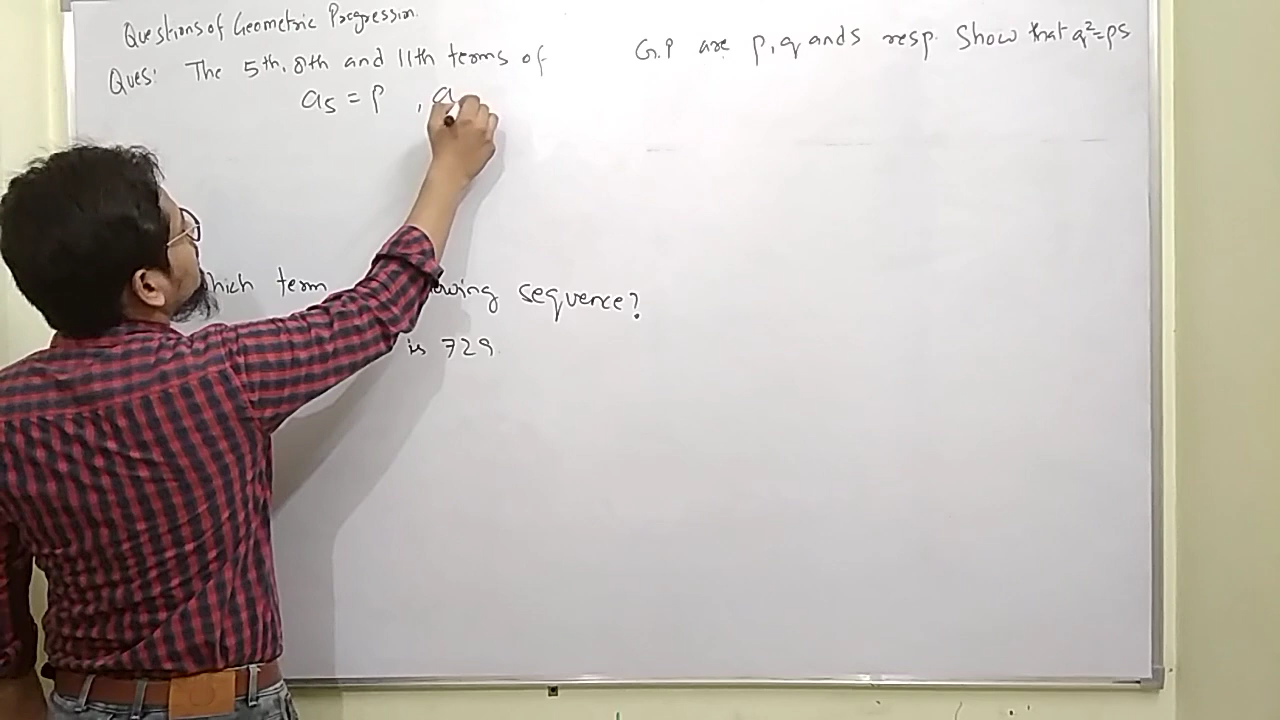 Questions of Geometric Progression.
Ques: The 5th, 8th and 11th terms of G.P are p, q and s resp. Show that q²=ps
a₅ = p , a
hich term owing sequence?
is 729.